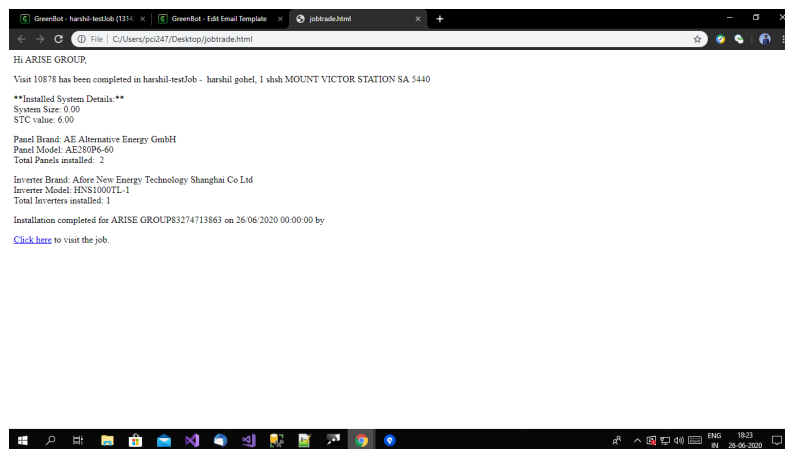 GreenBot - harshil-testJob (1314
GreenBot - Edit Email Template
jobtrade.html
File
C:/Users/pci247/Desktop/jobtrade.html
Hi ARISE GROUP,
Visit 10878 has been completed in harshil-testJob - harshil gohel, 1 shsh MOUNT VICTOR STATION SA 5440
**Installed System Details:**
System Size: 0.00
STC value: 6.00
Panel Brand: AE Alternative Energy GmbH
Panel Model: AE280P6-60
Total Panels installed: 2
Inverter Brand: Afore New Energy Technology Shanghai Co Ltd
Inverter Model: HNS1000TL-1
Total Inverters installed: 1
Installation completed for ARISE GROUP83274713863 on 26/06/2020 00:00:00 by
Click here to visit the job.
ENG
IN
18:23
26-06-2020